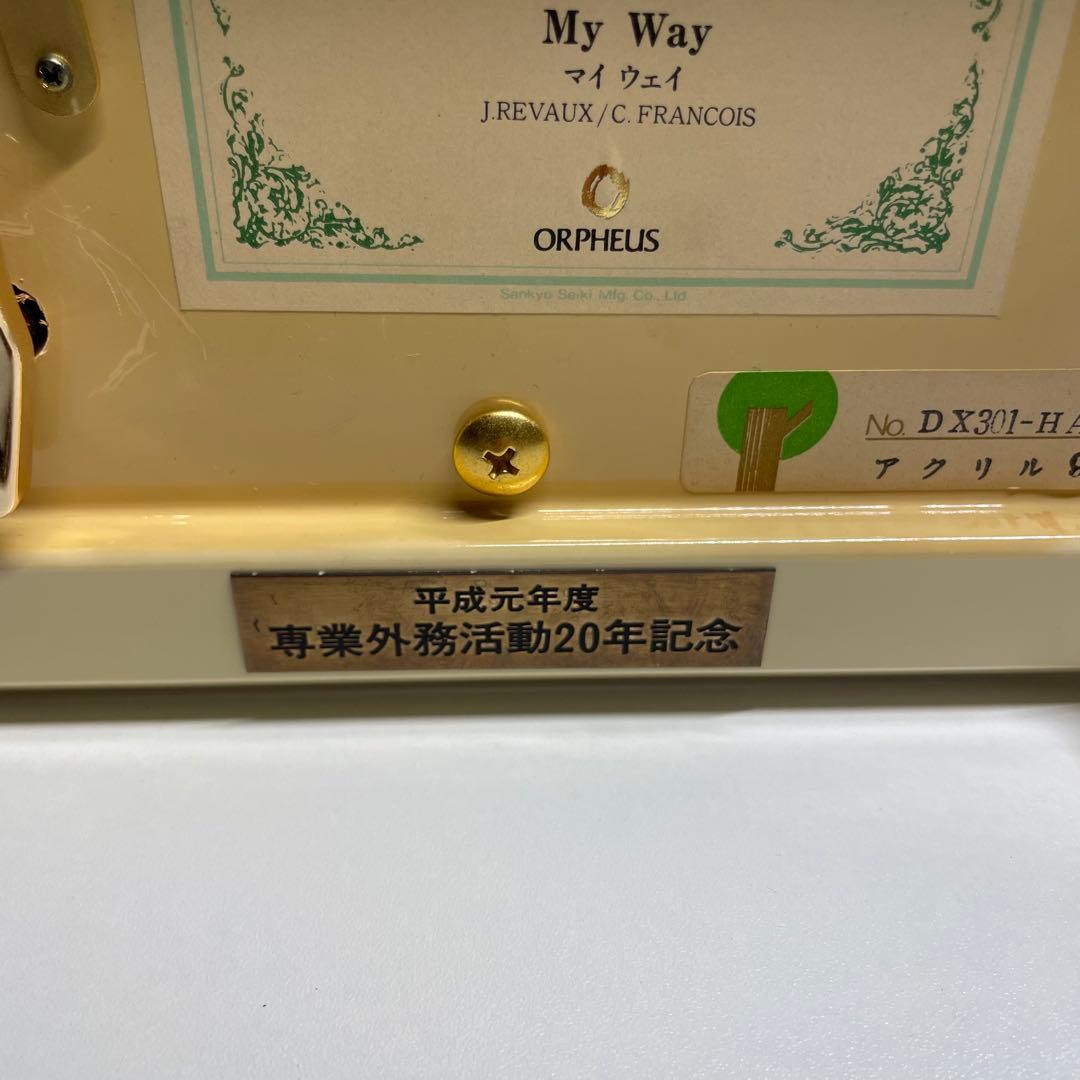 My Way
マイ ウェイ
J.REVAUX/C. FRANCOIS
ORPHEUS
Sankyo Seiki Mfg. Co., Ltd.
No. DX301-HA
アクリル
平成元年度
専業外務活動20年記念